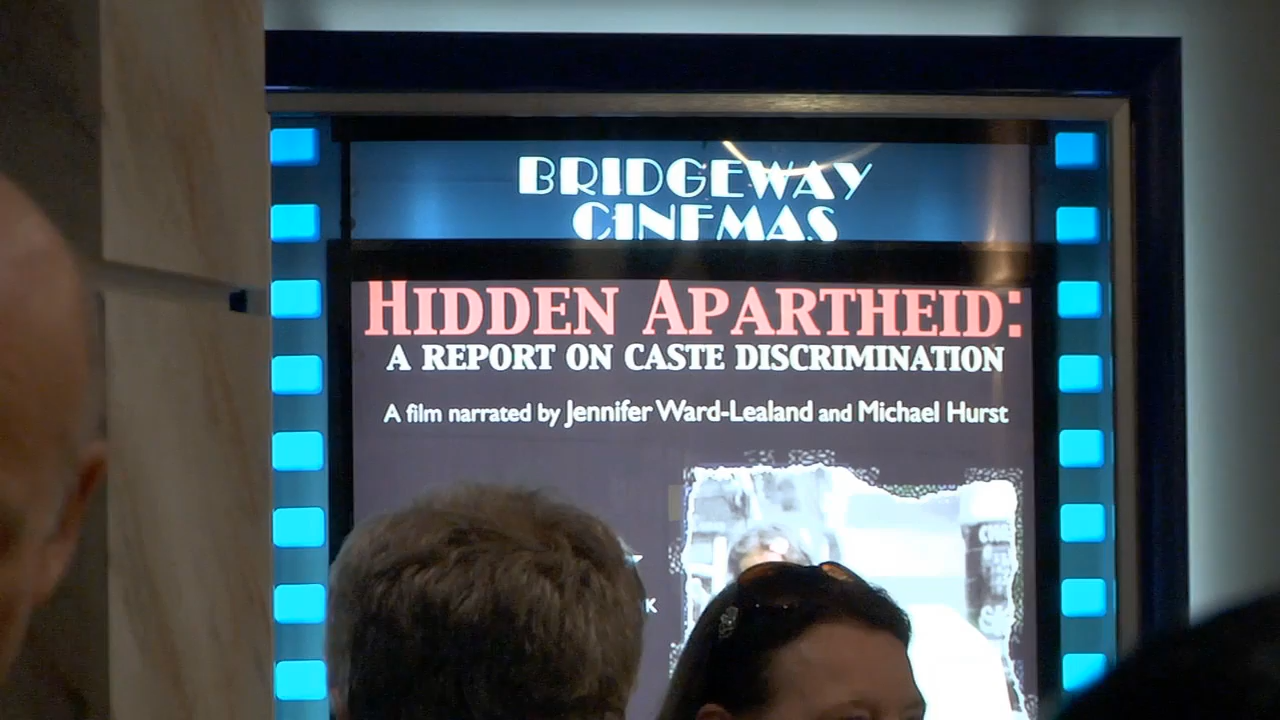 BRIDGEWAY
CINEMAS
HIDDEN APARTHEID:
A REPORT ON CASTE DISCRIMINATION
A film narrated by Jennifer Ward-Lealand and Michael Hurst